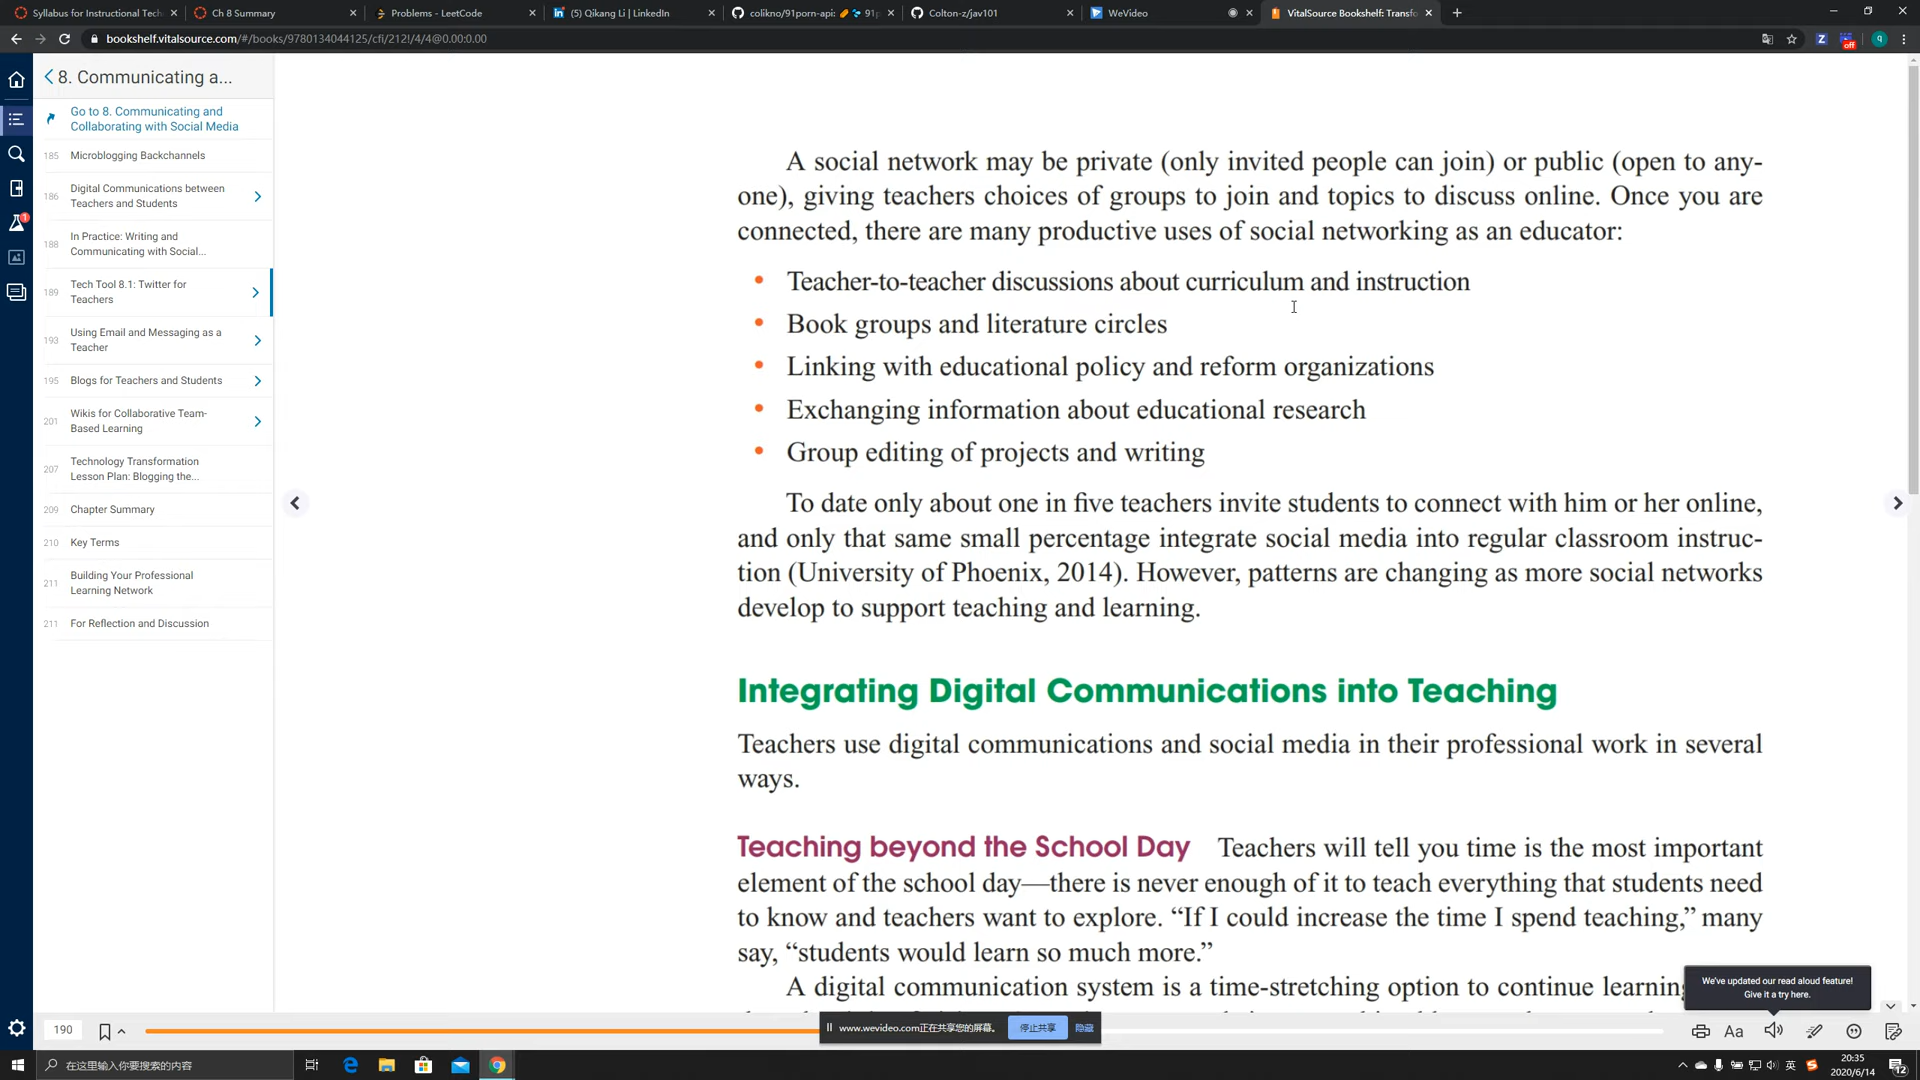 Syllabus for Instructional Tech
Ch 8 Summary
Problems - LeetCode
(5) Qikang Li | LinkedIn
colikno/91porn-api:
Colton-z/jav101
WeVideo
VitalSource Bookshelf: Transfo
bookshelf.vitalsource.com/#/books/9780134044125/cfi/212!/4/4@0.00:0.00
off
q
8. Communicating a...
Go to 8. Communicating and
Collaborating with Social Media
185 Microblogging Backchannels
186 Digital Communications between
Teachers and Students
188 In Practice: Writing and
Communicating with Social...
189 Tech Tool 8.1: Twitter for
Teachers
193 Using Email and Messaging as a
Teacher
195 Blogs for Teachers and Students
201 Wikis for Collaborative Team-
Based Learning
207 Technology Transformation
Lesson Plan: Blogging the...
209 Chapter Summary
210 Key Terms
211 Building Your Professional
Learning Network
211 For Reflection and Discussion
A social network may be private (only invited people can join) or public (open to any-
one), giving teachers choices of groups to join and topics to discuss online. Once you are
connected, there are many productive uses of social networking as an educator:
• Teacher-to-teacher discussions about curriculum and instruction
• Book groups and literature circles
• Linking with educational policy and reform organizations
• Exchanging information about educational research
• Group editing of projects and writing
To date only about one in five teachers invite students to connect with him or her online,
and only that same small percentage integrate social media into regular classroom instruc-
tion (University of Phoenix, 2014). However, patterns are changing as more social networks
develop to support teaching and learning.
Integrating Digital Communications into Teaching
Teachers use digital communications and social media in their professional work in several
ways.
Teaching beyond the School Day Teachers will tell you time is the most important
element of the school day—there is never enough of it to teach everything that students need
to know and teachers want to explore. “If I could increase the time I spend teaching,” many
say, “students would learn so much more.”
A digital communication system is a time-stretching option to continue learning
We've updated our read aloud feature!
Give it a try here.
190
www.wevideo.com正在共享您的屏幕。 停止共享 隐藏
Aa
在这里输入你要搜索的内容
英
20:35
2020/6/14
12